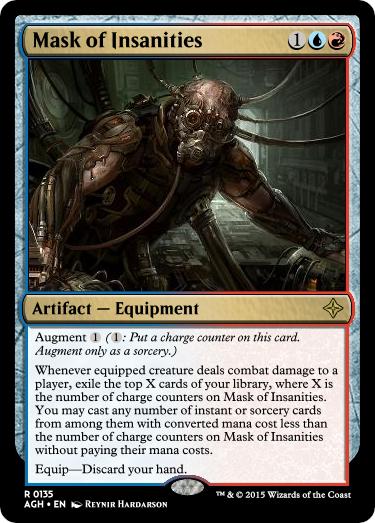 Mask of Insanities 1
Artifact — Equipment
Augment 1 (1: Put a charge counter on this card.
Augment only as a sorcery.)
Whenever equipped creature deals combat damage to a
player, exile the top X cards of your library, where X is
the number of charge counters on Mask of Insanities.
You may cast any number of instant or sorcery cards
from among them with converted mana cost less than
the number of charge counters on Mask of Insanities
without paying their mana costs.
Equip—Discard your hand.
R 0135
AGH • EN Reynir Hardarson
™ & © 2015 Wizards of the Coast